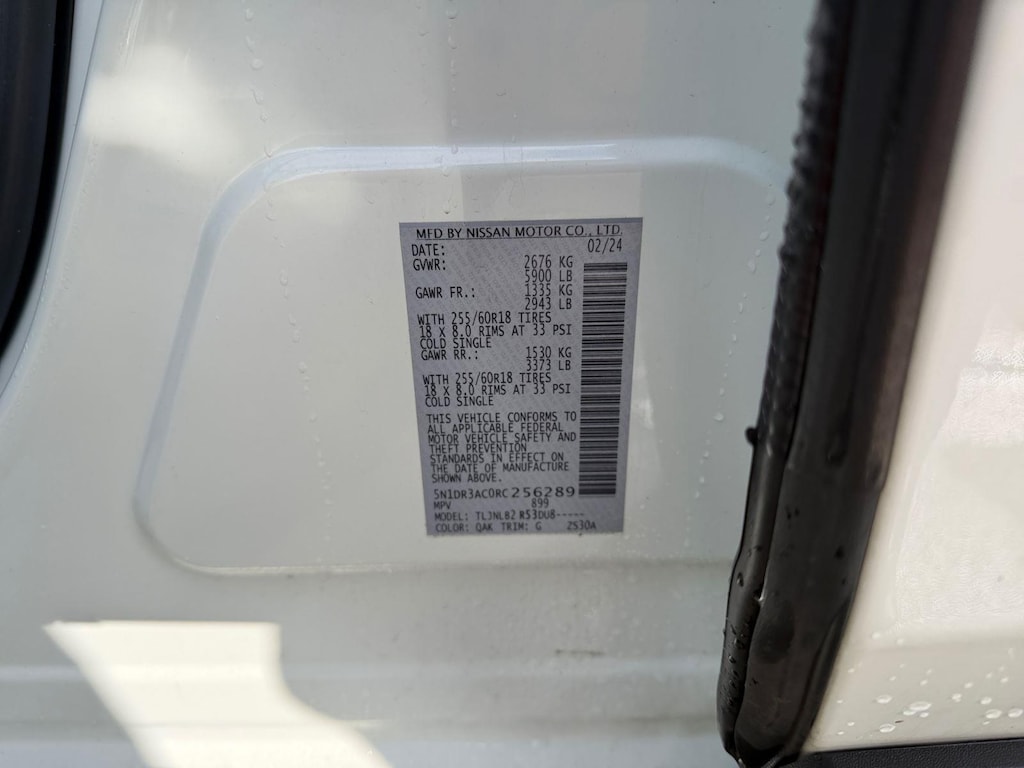 MFD BY NISSAN MOTOR CO., LTD.
DATE: 02/24
GVWR: 2676 KG
5900 LB
GAWR FR.: 1335 KG
2943 LB
WITH 255/60R18 TIRES
18 X 8.0 RIMS AT 33 PSI
COLD SINGLE
GAWR RR.: 1530 KG
3373 LB
WITH 255/60R18 TIRES
18 X 8.0 RIMS AT 33 PSI
COLD SINGLE
THIS VEHICLE CONFORMS TO
ALL APPLICABLE FEDERAL
MOTOR VEHICLE SAFETY AND
THEFT PREVENTION
STANDARDS IN EFFECT ON
THE DATE OF MANUFACTURE
SHOWN ABOVE.
5N1DR3AC0RC256289
MPV 899
MODEL: TLJNLB2 R53DU8-----
COLOR: QAK TRIM: G ZS30A